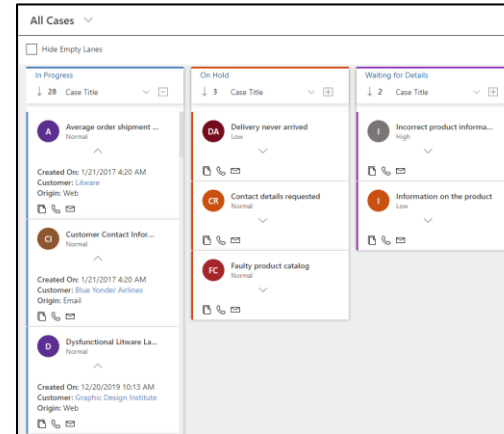 All Cases
Hide Empty Lanes
In Progress
28 Case Title
A
Average order shipment ...
Normal
Created On: 1/21/2017 4:20 AM
Customer: Litware
Origin: Web
CI
Customer Contact Infor...
Normal
Created On: 1/21/2017 4:20 AM
Customer: Blue Yonder Airlines
Origin: Email
D
Dysfunctional Litware La...
Normal
Created On: 12/20/2019 10:13 AM
Customer: Graphic Design Institute
Origin: Web
On Hold
3 Case Title
DA
Delivery never arrived
Low
CR
Contact details requested
Normal
FC
Faulty product catalog
Normal
Waiting for Details
2 Case Title
I
Incorrect product informa...
High
I
Information on the product
Low